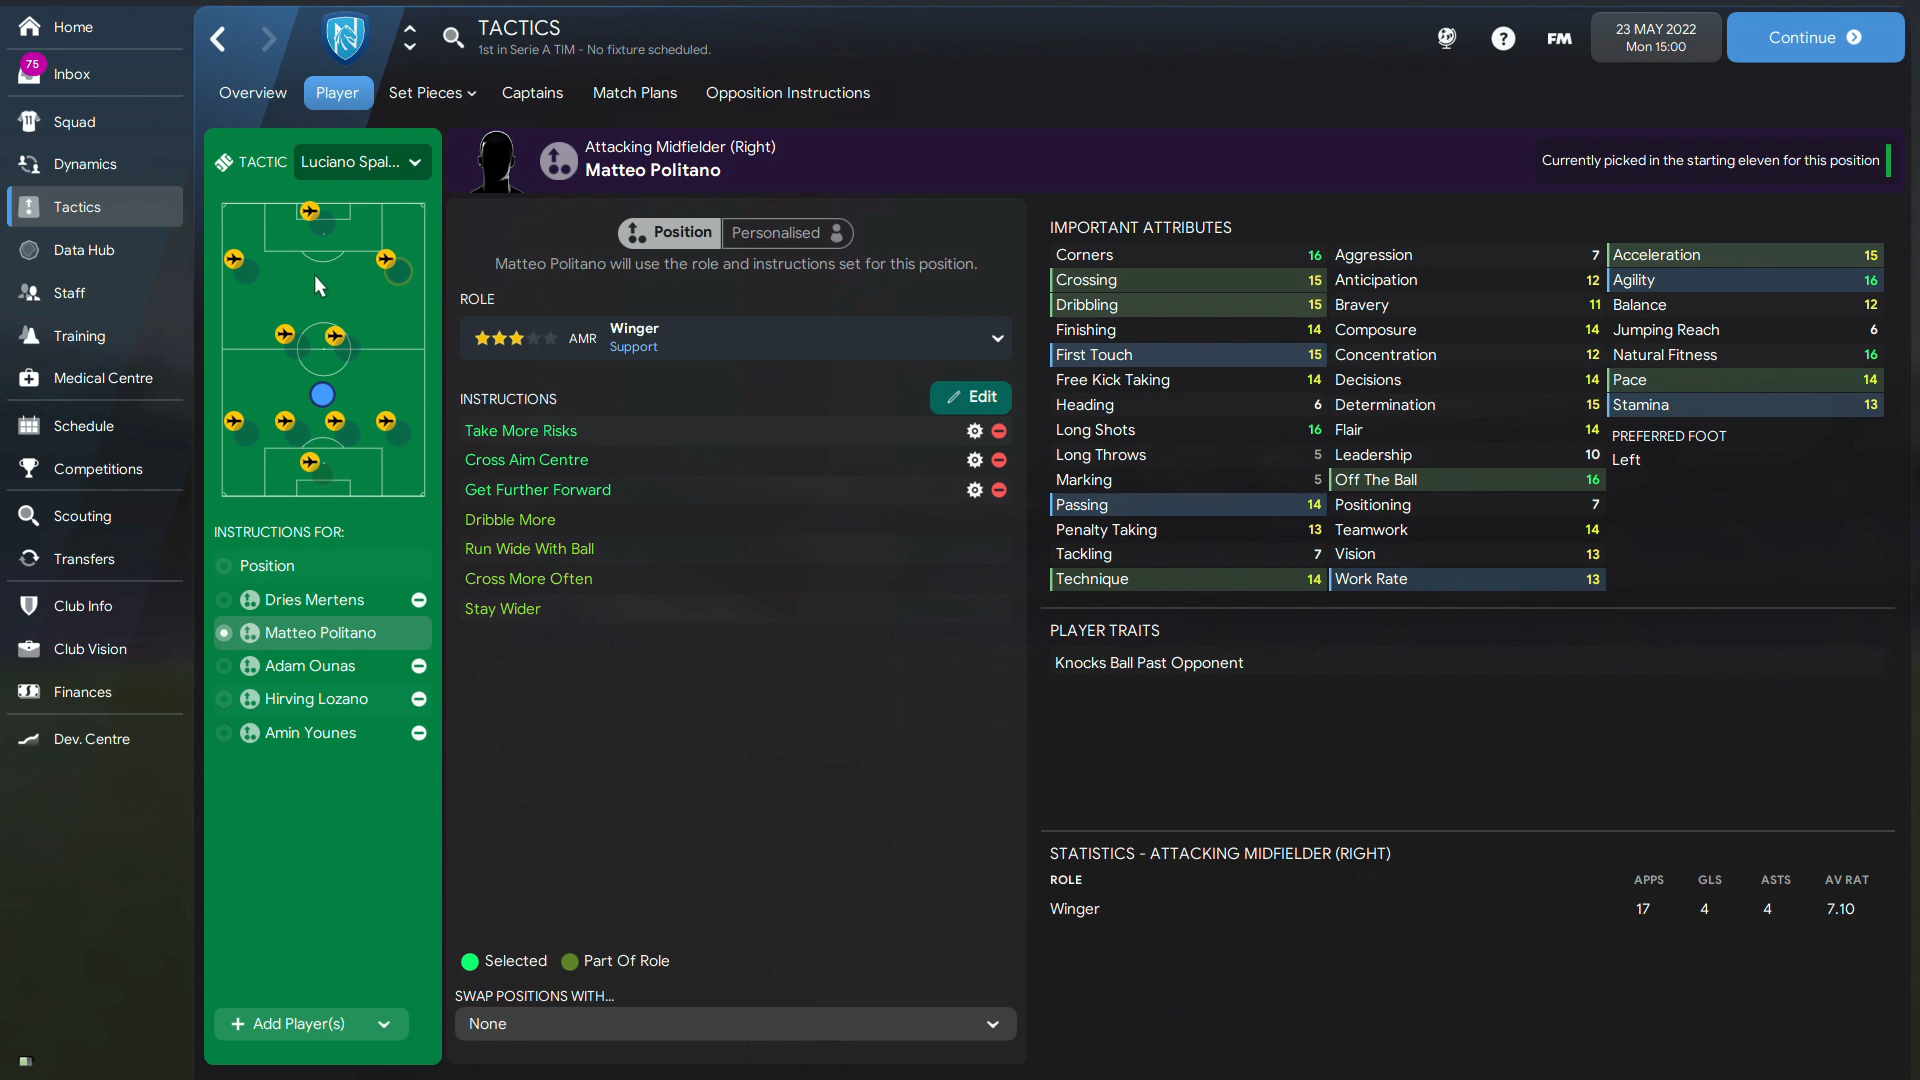 Home
75
Inbox
Squad
Dynamics
Tactics
Data Hub
Staff
Training
Medical Centre
Schedule
Competitions
Scouting
Transfers
Club Info
Club Vision
Finances
Dev. Centre
TACTICS
1st in Serie A TIM - No fixture scheduled.
?
FM
23 MAY 2022
Mon 15:00
Continue
Overview
Player
Set Pieces
Captains
Match Plans
Opposition Instructions
TACTIC
Luciano Spal...
INSTRUCTIONS FOR:
Position
Dries Mertens
Matteo Politano
Adam Ounas
Hirving Lozano
Amin Younes
+ Add Player(s)
Attacking Midfielder (Right)
Matteo Politano
Currently picked in the starting eleven for this position
Position
Personalised
Matteo Politano will use the role and instructions set for this position.
ROLE
AMR
Winger
Support
INSTRUCTIONS
Edit
Take More Risks
Cross Aim Centre
Get Further Forward
Dribble More
Run Wide With Ball
Cross More Often
Stay Wider
Selected
Part Of Role
SWAP POSITIONS WITH...
None
IMPORTANT ATTRIBUTES
Corners 16
Crossing 15
Dribbling 15
Finishing 14
First Touch 15
Free Kick Taking 14
Heading 6
Long Shots 16
Long Throws 5
Marking 5
Passing 14
Penalty Taking 13
Tackling 7
Technique 14
Aggression 7
Anticipation 12
Bravery 11
Composure 14
Concentration 12
Decisions 14
Determination 15
Flair 14
Leadership 10
Off The Ball 16
Positioning 7
Teamwork 14
Vision 13
Work Rate 13
Acceleration 15
Agility 16
Balance 12
Jumping Reach 6
Natural Fitness 16
Pace 14
Stamina 13
PREFERRED FOOT
Left
PLAYER TRAITS
Knocks Ball Past Opponent
STATISTICS - ATTACKING MIDFIELDER (RIGHT)
ROLE APPS GLS ASTS AV RAT
Winger 17 4 4 7.10